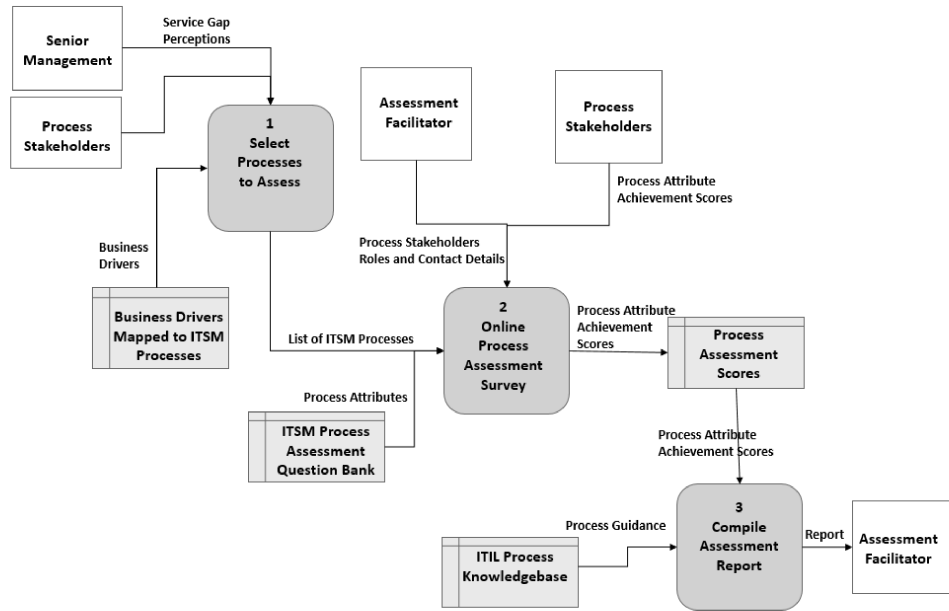 Senior
Management
Service Gap
Perceptions
Process
Stakeholders
1
Select
Processes
to Assess
Assessment
Facilitator
Process
Stakeholders
Process Attribute
Achievement Scores
Business
Drivers
Process Stakeholders
Roles and Contact Details
Business Drivers
Mapped to ITSM
Processes
List of ITSM Processes
2
Online
Process
Assessment
Survey
Process Attribute
Achievement
Scores
Process
Assessment
Scores
Process Attributes
ITSM Process
Assessment
Question Bank
Process Attribute
Achievement Scores
Process Guidance
ITIL Process
Knowledgebase
3
Compile
Assessment
Report
Report
Assessment
Facilitator